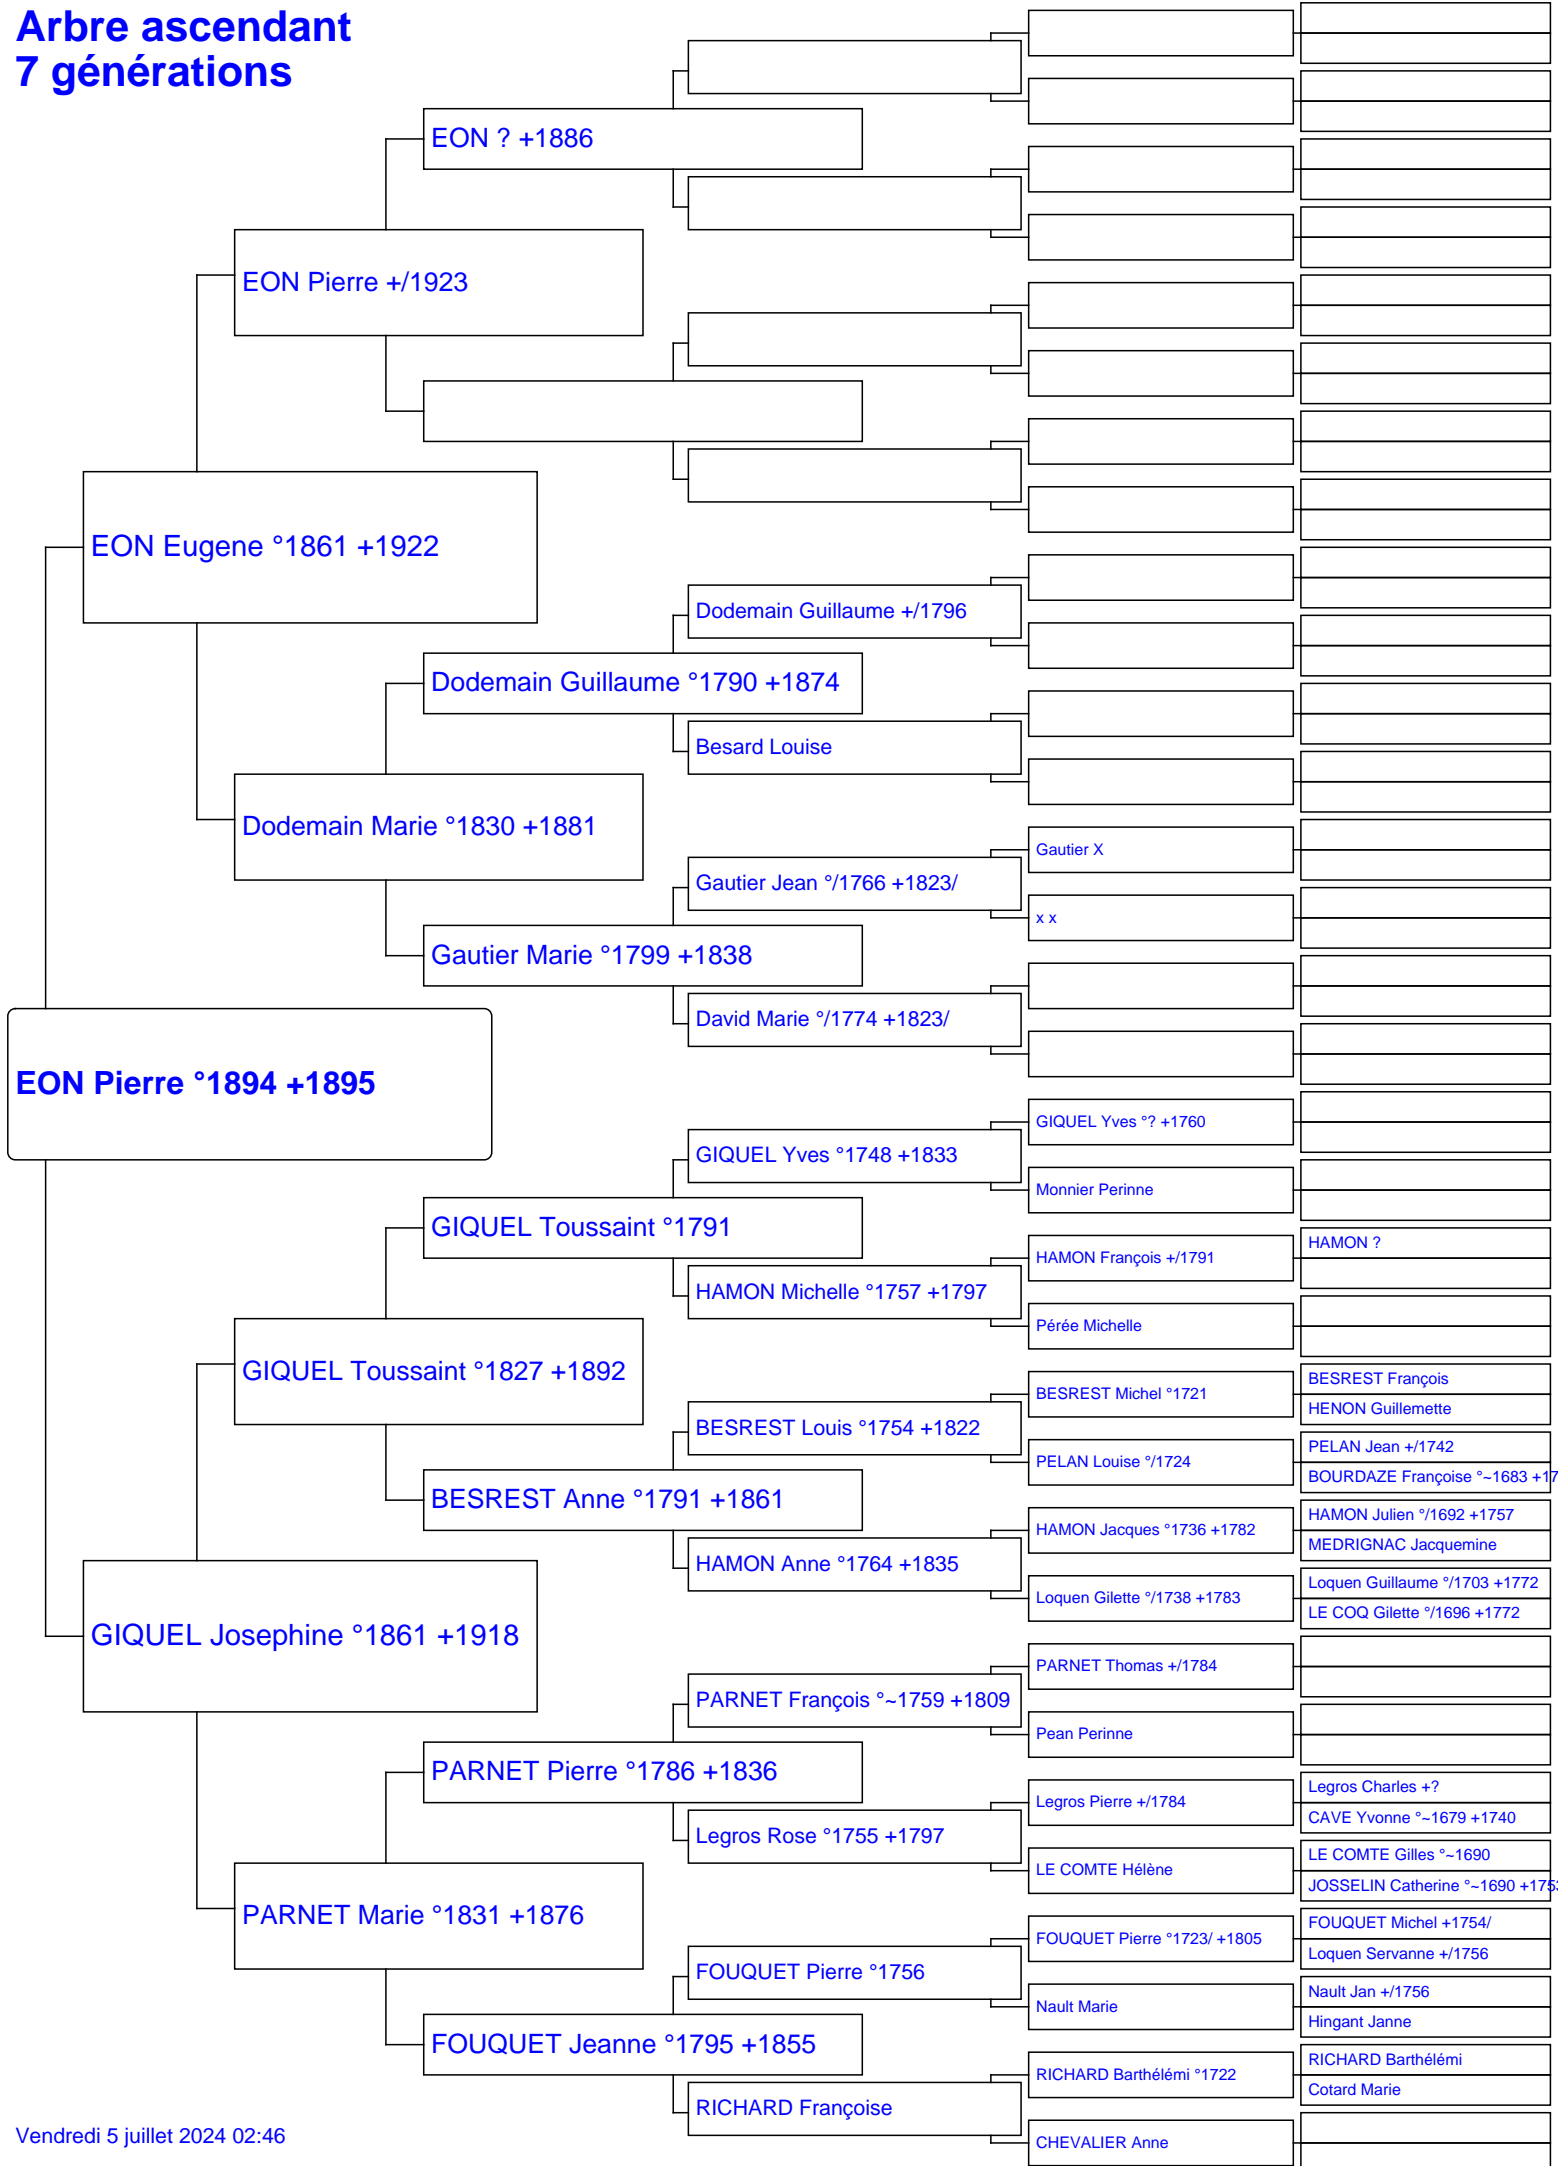 Arbre ascendant
7 générations
EON ? +1886
EON Pierre +/1923
EON Eugene °1861 +1922
Dodemain Guillaume +/1796
Dodemain Guillaume °1790 +1874
Besard Louise
Dodemain Marie °1830 +1881
Gautier X
Gautier Jean °/1766 +1823/
x x
Gautier Marie °1799 +1838
David Marie °/1774 +1823/
EON Pierre °1894 +1895
GIQUEL Yves °? +1760
GIQUEL Yves °1748 +1833
Monnier Perinne
GIQUEL Toussaint °1791
HAMON ?
HAMON François +/1791
HAMON Michelle °1757 +1797
Pérée Michelle
GIQUEL Toussaint °1827 +1892
BESREST François
BESREST Michel °1721
HENON Guillemette
BESREST Louis °1754 +1822
PELAN Jean +/1742
PELAN Louise °/1724
BOURDAZE Françoise °~1683 +17
BESREST Anne °1791 +1861
HAMON Julien °/1692 +1757
HAMON Jacques °1736 +1782
MEDRIGNAC Jacquemine
HAMON Anne °1764 +1835
Loquen Guillaume °/1703 +1772
Loquen Gilette °/1738 +1783
LE COQ Gilette °/1696 +1772
GIQUEL Josephine °1861 +1918
PARNET Thomas +/1784
PARNET François °~1759 +1809
Pean Perinne
PARNET Pierre °1786 +1836
Legros Charles +?
Legros Pierre +/1784
CAVE Yvonne °~1679 +1740
Legros Rose °1755 +1797
LE COMTE Gilles °~1690
LE COMTE Hélène
JOSSELIN Catherine °~1690 +1753
PARNET Marie °1831 +1876
FOUQUET Michel +1754/
FOUQUET Pierre °1723/ +1805
Loquen Servanne +/1756
FOUQUET Pierre °1756
Nault Jan +/1756
Nault Marie
Hingant Janne
FOUQUET Jeanne °1795 +1855
RICHARD Barthélémi
RICHARD Barthélémi °1722
Cotard Marie
RICHARD Françoise
CHEVALIER Anne
Vendredi 5 juillet 2024 02:46